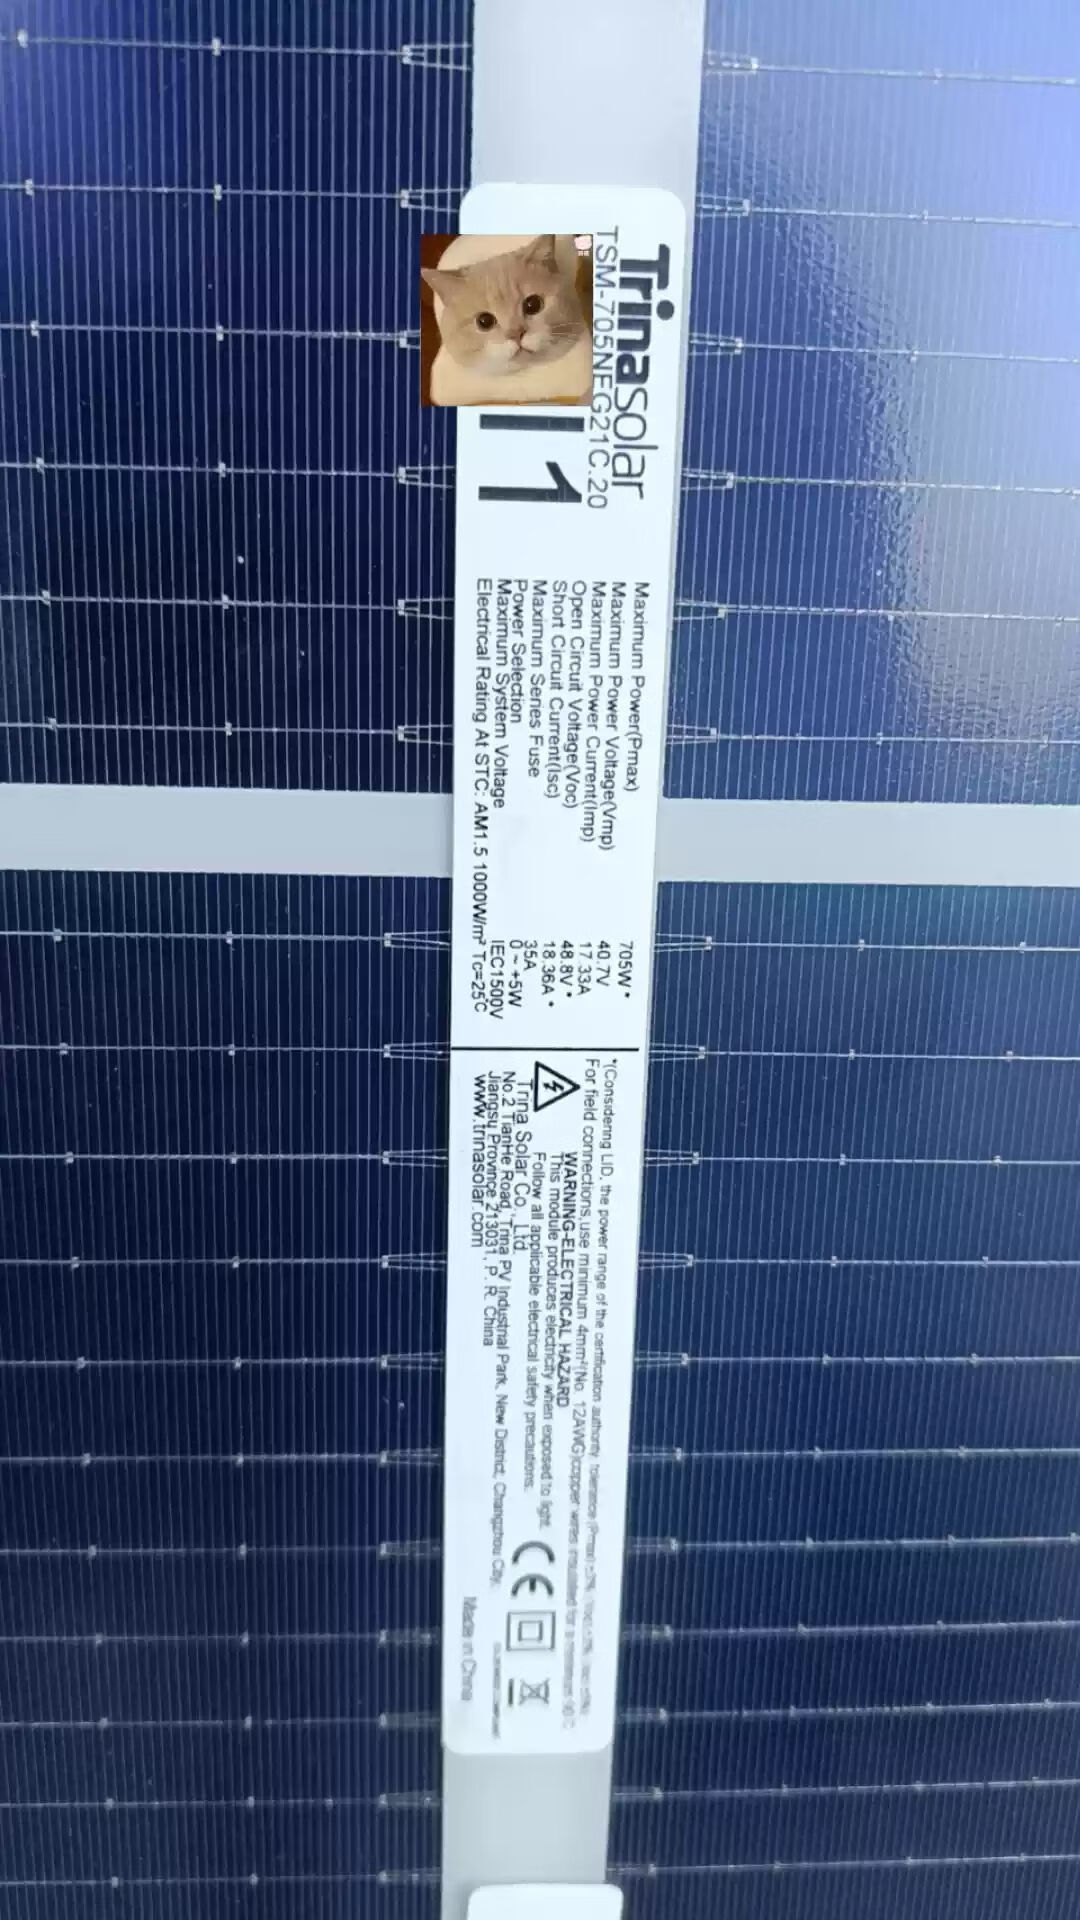 Trinasolar
TSM-705NEG21C.20
Maximum Power(Pmax) 705W *
Maximum Power Voltage(Vmp) 40.7V
Maximum Power Current(Imp) 17.33A
Open Circuit Voltage(Voc) 48.8V *
Short Circuit Current(Isc) 18.36A *
Maximum Series Fuse 35A
Power Selection 0 ~ +5W
Maximum System Voltage IEC1500V
Electrical Rating At STC: AM1.5 1000W/m² Tc=25℃
*(Considering LID, the power range of the certification authority tolerance (Pmax)
For field connections,use minimum 4mm²(No. 12AWG)copper wires insulated for a
WARNING-ELECTRICAL HAZARD
This module produces electricity when exposed to light.
Follow all applicable electrical safety precautions.
CE
Trina Solar Co., Ltd.
No.2 TianHe Road, Trina PV Industrial Park, New District, Changzhou City,
Jiangsu Province 213031, P. R. China
www.trinasolar.com
Made in China